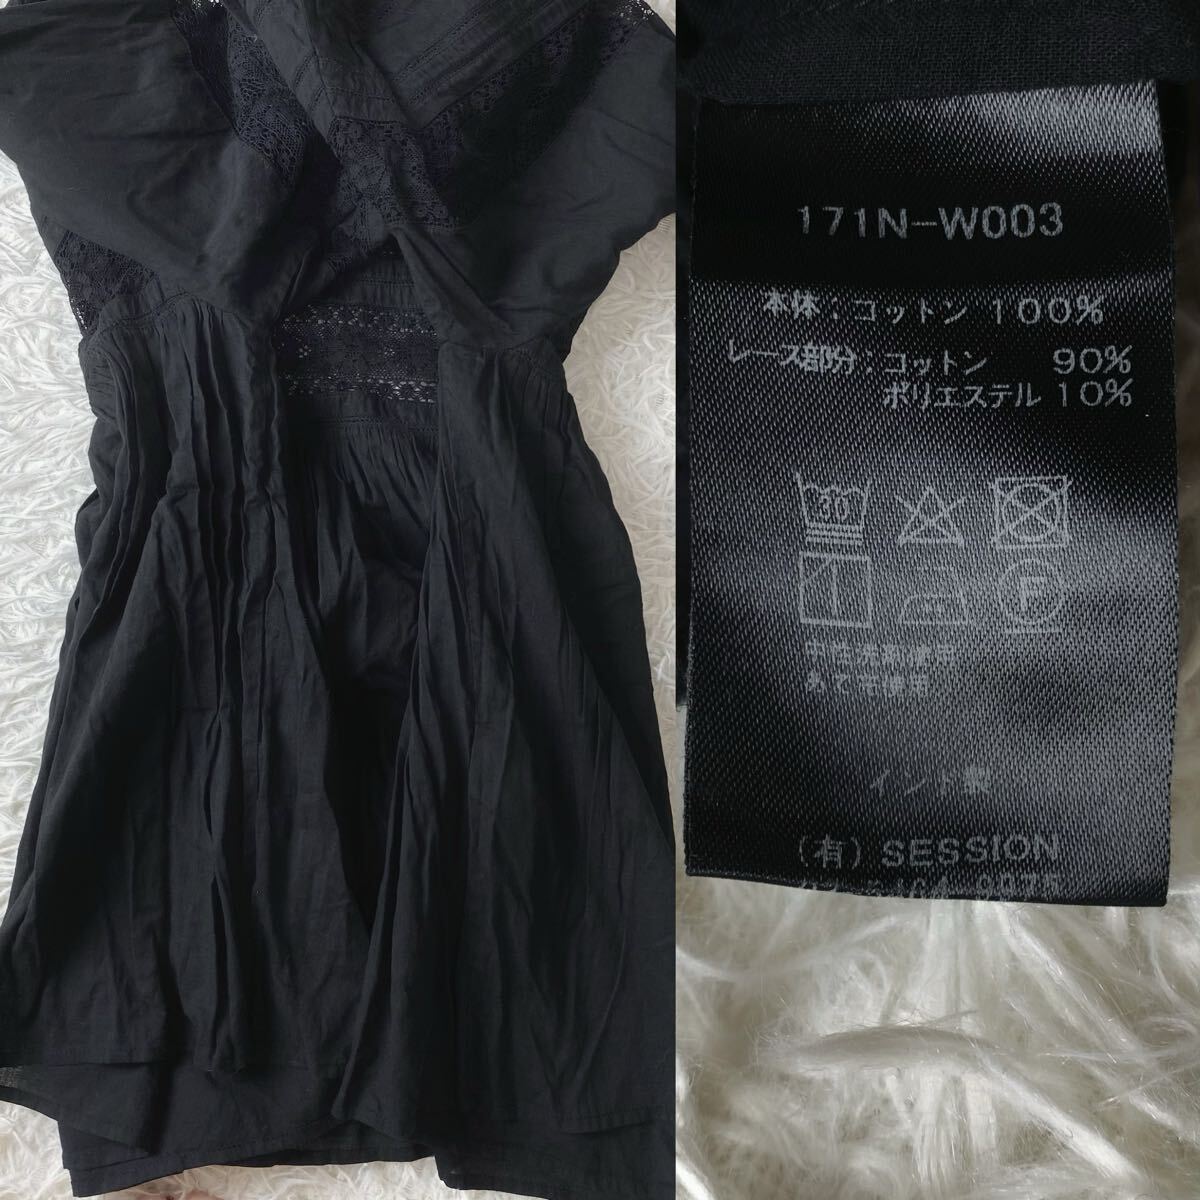 171N-W003
本体：コットン 100%
レース部分：コットン 90%
ポリエステル 10%
30
F
中性洗剤使用
あて布使用
インド製
（有）SESSION